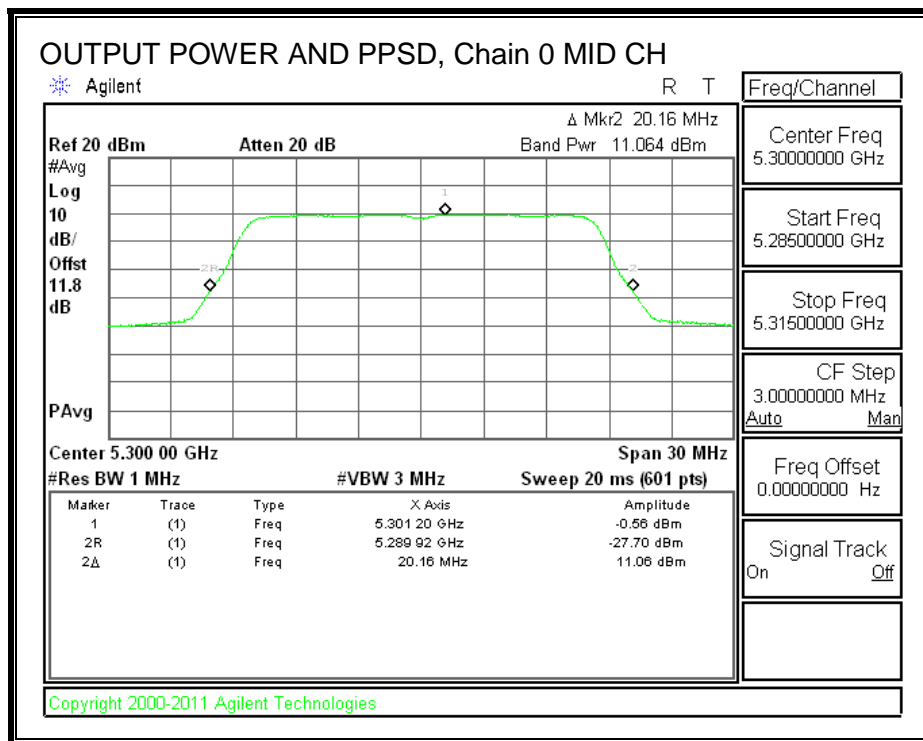 OUTPUT POWER AND PPSD, Chain 0 MID CH
Agilent R T
Freq/Channel
Δ Mkr2 20.16 MHz
Ref 20 dBm Atten 20 dB Band Pwr 11.064 dBm
#Avg
Log
10
dB/
Offst
11.8
dB
1
2R
2
PAvg
Center 5.300 00 GHz Span 30 MHz
#Res BW 1 MHz #VBW 3 MHz Sweep 20 ms (601 pts)
Marker Trace Type X Axis Amplitude
1 (1) Freq 5.301 20 GHz -0.56 dBm
2R (1) Freq 5.289 92 GHz -27.70 dBm
2Δ (1) Freq 20.16 MHz 11.06 dBm
Center Freq
5.30000000 GHz
Start Freq
5.28500000 GHz
Stop Freq
5.31500000 GHz
CF Step
3.00000000 MHz
Auto Man
Freq Offset
0.00000000 Hz
Signal Track
On Off
Copyright 2000-2011 Agilent Technologies